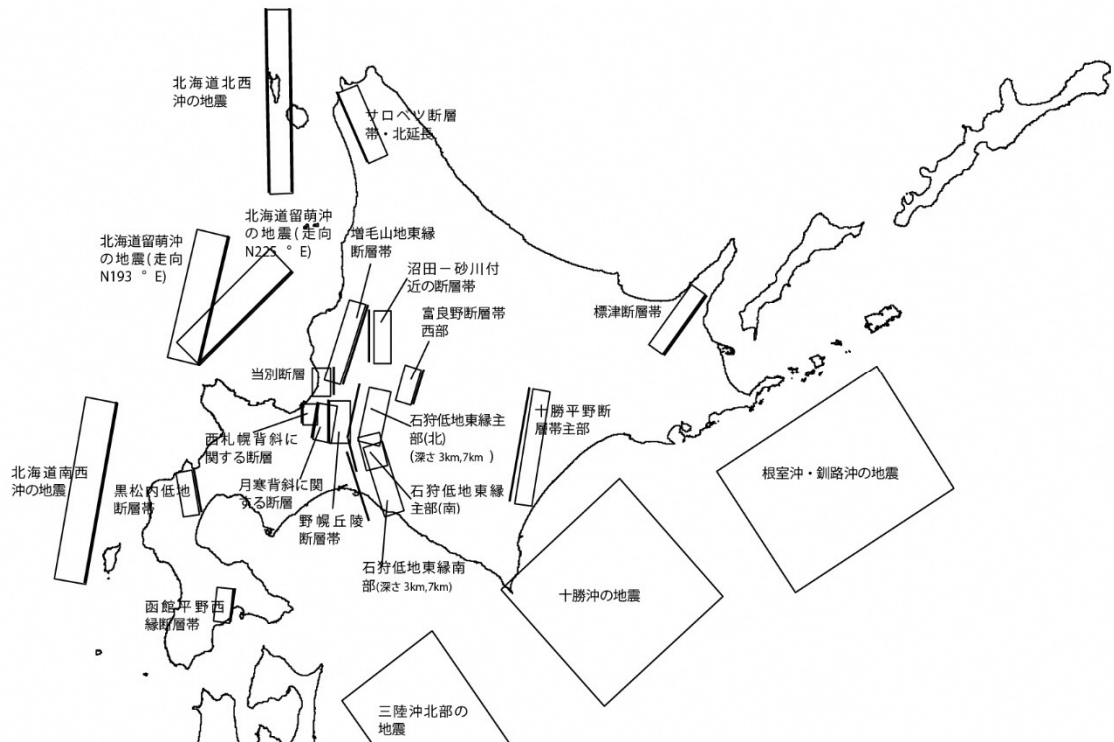 北海道北西
沖の地震
サロベツ断層
帯・北延長
北海道留萌沖
の地震(走向
N225°E)
北海道留萌沖
の地震(走向
N193°E)
増毛山地東縁
断層帯
沼田－砂川付
近の断層帯
富良野断層帯
西部
標津断層帯
当別断層
西札幌背斜に
関する断層
石狩低地東縁主
部(北)
(深さ3km,7km)
十勝平野断
層帯主部
根室沖・釧路沖の地震
北海道南西
沖の地震
黒松内低地
断層帯
月寒背斜に関
する断層
石狩低地東縁
主部(南)
野幌丘陵
断層帯
石狩低地東縁南
部(深さ3km,7km)
十勝沖の地震
函館平野西
縁断層帯
三陸沖北部の
地震